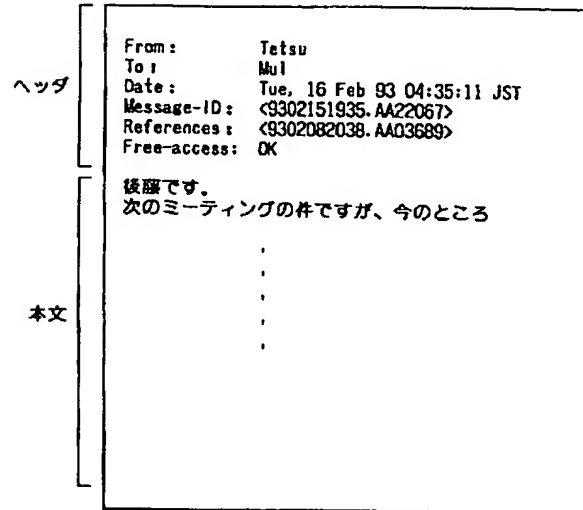 ヘッダ
From: Tetsu
To: Mul
Date: Tue, 16 Feb 93 04:35:11 JST
Message-ID: <9302151935.AA22067>
References: <9302082038.AA03689>
Free-access: OK
本文
後藤です。
次のミーティングの件ですが、今のところ